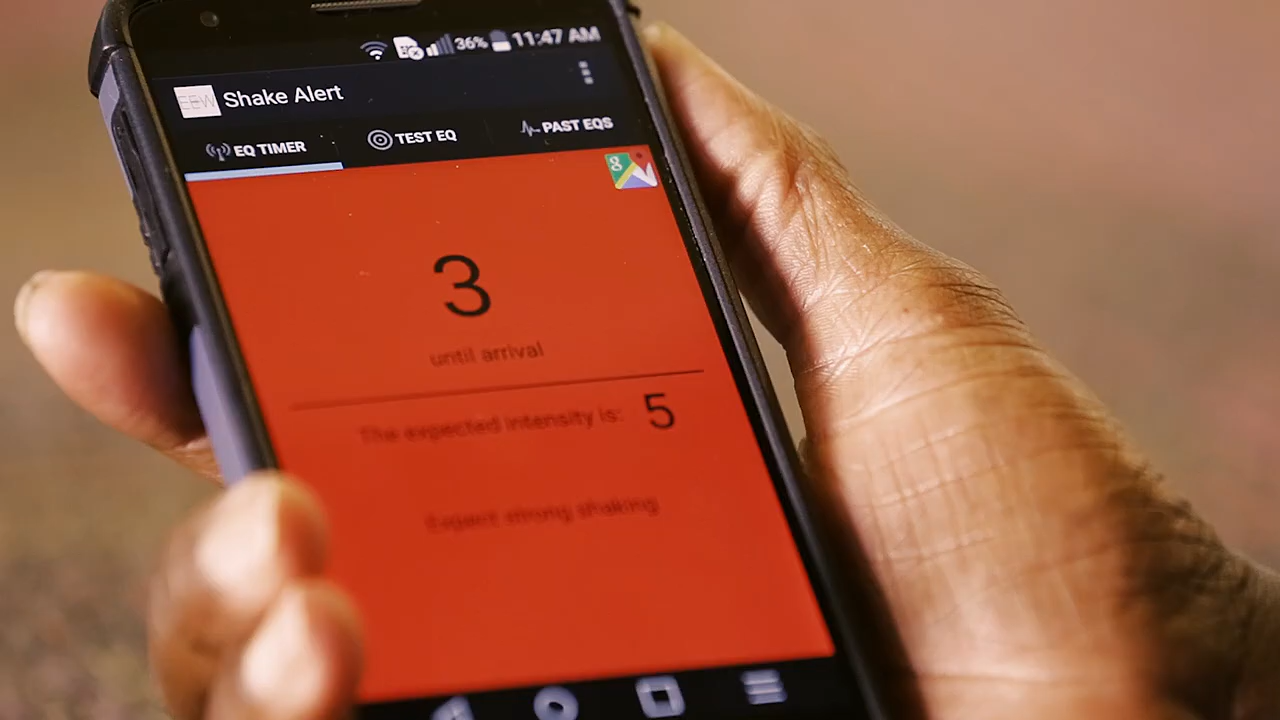 36% 11:47 AM
EEW Shake Alert
EQ TIMER TEST EQ PAST EQS
g
3
until arrival
The expected intensity is: 5
Expect strong shaking